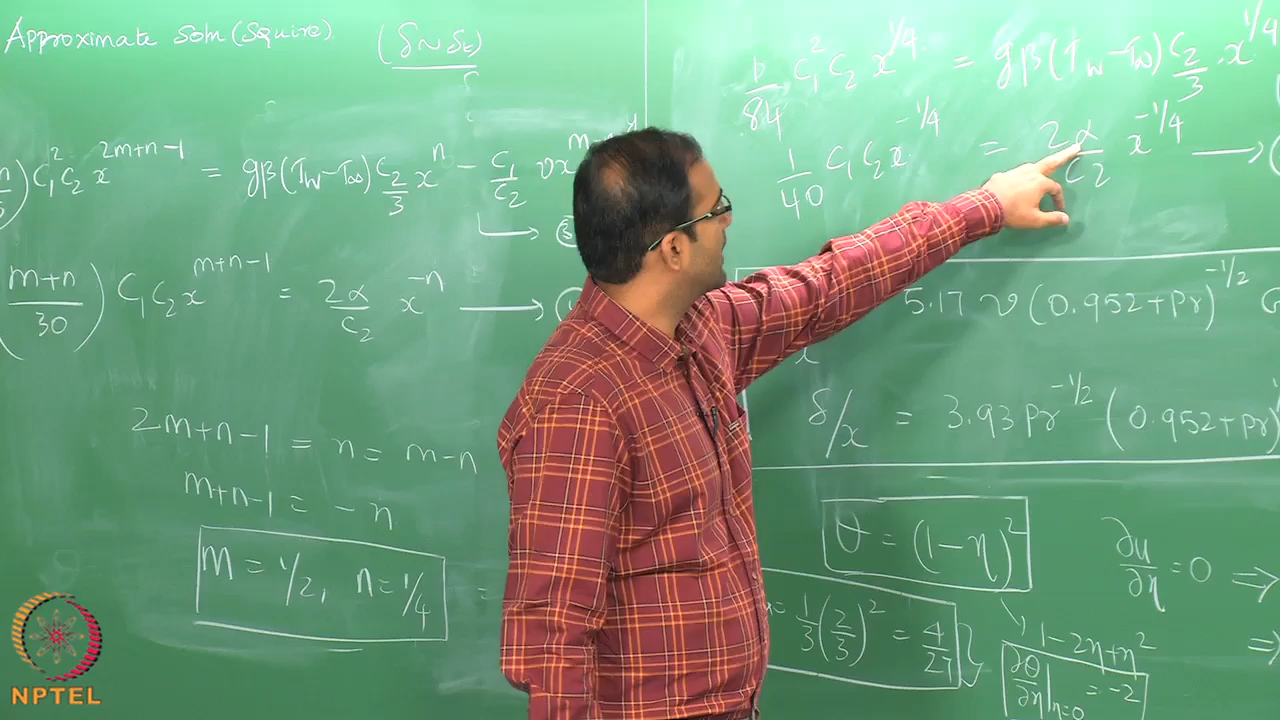 Approximate Soln (Squire) (δ ~ δt)
C₁² C₂ x^(2m+n-1) = gβ(Tw - T∞) C₂/3 x^n - C₁/C₂ ν x^m
→ ③
(m+n/30) C₁ C₂ x^(m+n-1) = 2α/C₂ x^(-n) →
2m+n-1 = n = m-n
m+n-1 = -n
m = 1/2, n = 1/4
1/84 C₁² C₂ x^(1/4) = gβ(Tw - T∞) C₂/3 · x^(1/4)
1/40 C₁ C₂ x^(-1/4) = 2α/C₂ x^(-1/4) →
5.17 ν (0.952 + Pr)^(-1/2)
x
δ/x = 3.93 Pr^(-1/2) (0.952 + Pr)
θ = (1-η)²
∂u/∂η = 0 ⇒
= 1/3 (2/3)² = 4/27
1-2η+η²
∂θ/∂η|η=0 = -2
⇒
NPTEL